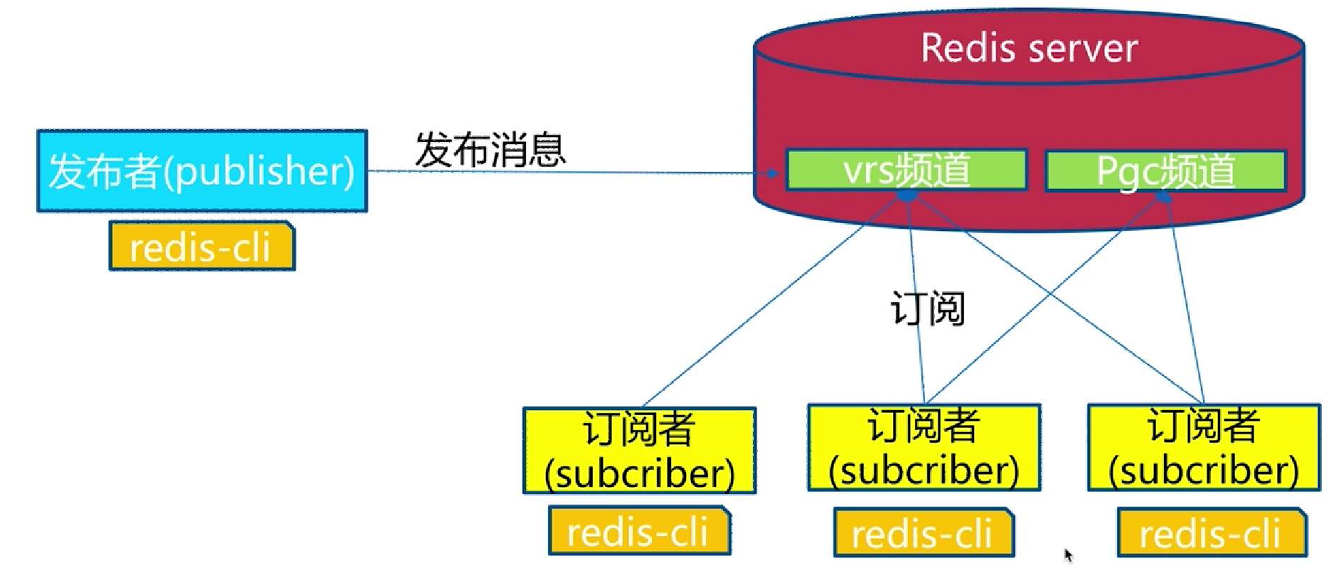 Redis server
发布者(publisher)
发布消息
vrs频道
Pgc频道
redis-cli
订阅
订阅者
(subcriber)
订阅者
(subcriber)
订阅者
(subcriber)
redis-cli
redis-cli
redis-cli